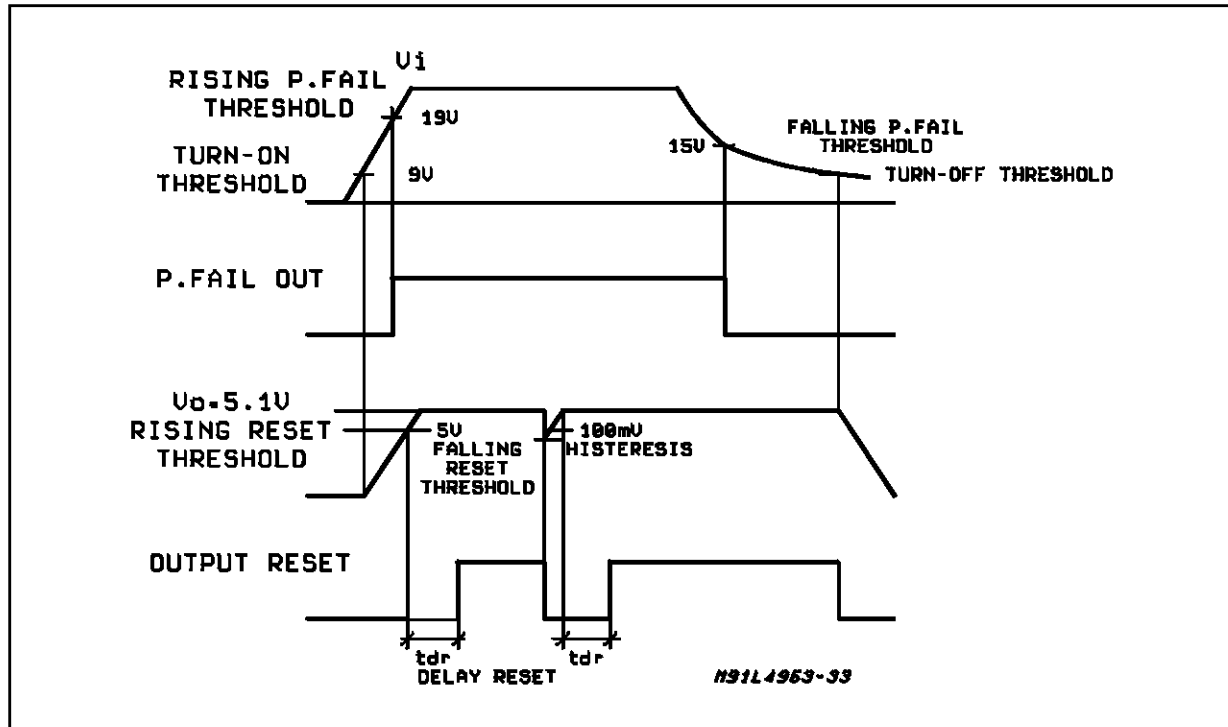 Vi
RISING P.FAIL
THRESHOLD
19V
TURN-ON
THRESHOLD
9V
15V
FALLING P.FAIL
THRESHOLD
TURN-OFF THRESHOLD
P.FAIL OUT
Vo=5.1V
RISING RESET
THRESHOLD
5V
FALLING
RESET
THRESHOLD
100mV
HISTERESIS
OUTPUT RESET
tdr
tdr
DELAY RESET
M91L4963-33